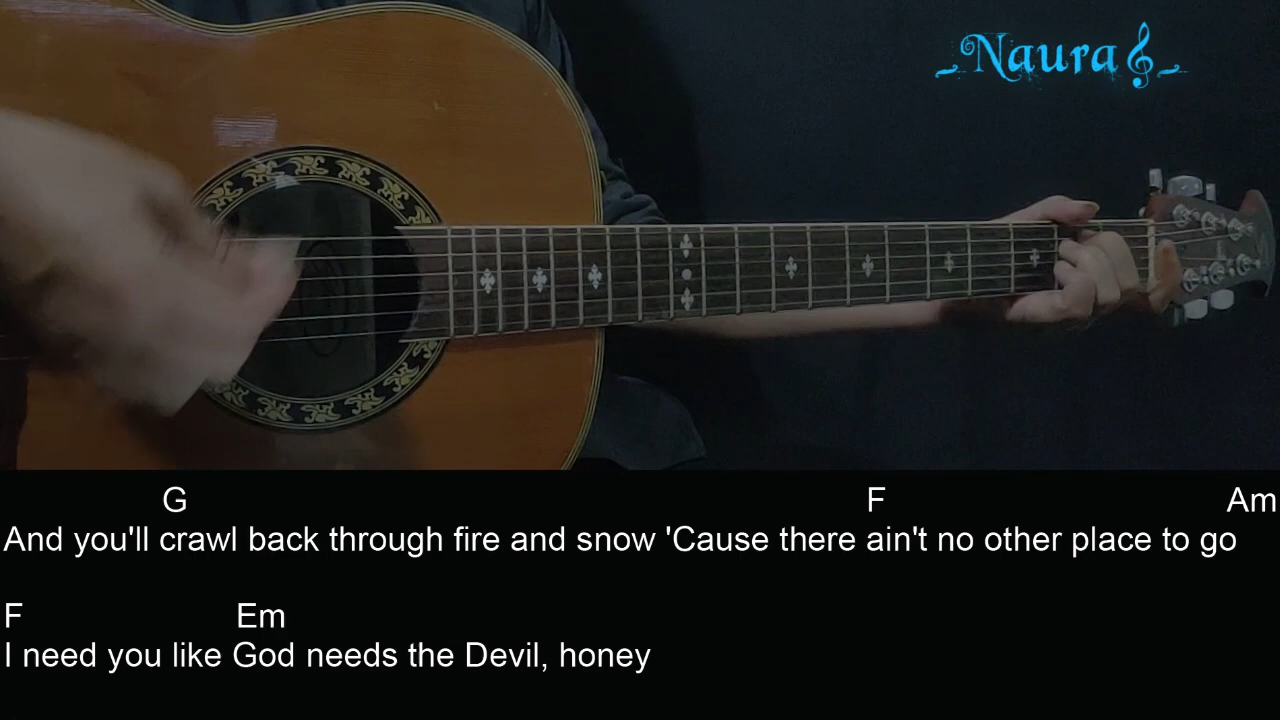 Naura
G F Am
And you'll crawl back through fire and snow 'Cause there ain't no other place to go
F Em
I need you like God needs the Devil, honey